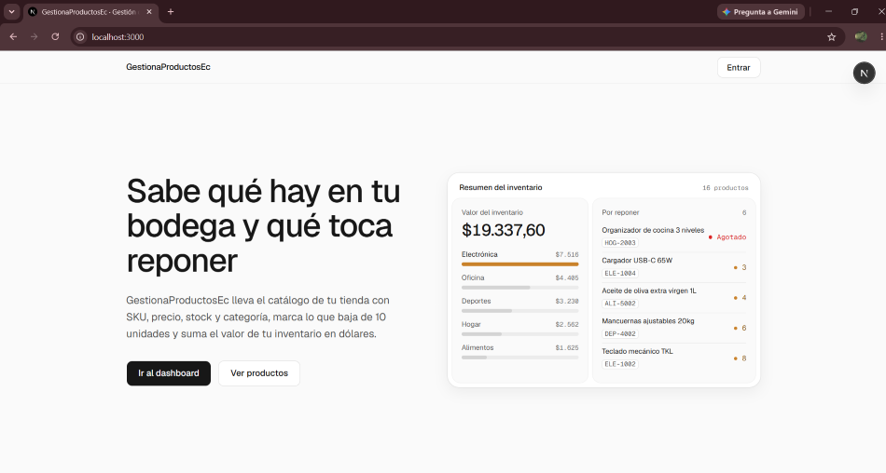 GestionaProductosEc - Gestión
Pregunta a Gemini
localhost:3000
GestionaProductosEc
Entrar
N
Sabe qué hay en tu
bodega y qué toca
reponer
GestionaProductosEc lleva el catálogo de tu tienda con
SKU, precio, stock y categoría, marca lo que baja de 10
unidades y suma el valor de tu inventario en dólares.
Ir al dashboard
Ver productos
Resumen del inventario
16 productos
Valor del inventario
$19.337,60
Electrónica $7.516
Oficina $4.405
Deportes $3.230
Hogar $2.562
Alimentos $1.625
Por reponer 6
Organizador de cocina 3 niveles
HOG-2003
Agotado
Cargador USB-C 65W
ELE-1004
3
Aceite de oliva extra virgen 1L
ALI-5002
4
Mancuernas ajustables 20kg
DEP-4002
6
Teclado mecánico TKL
ELE-1002
8